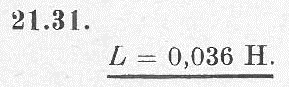 21.31.
L = 0,036 H.